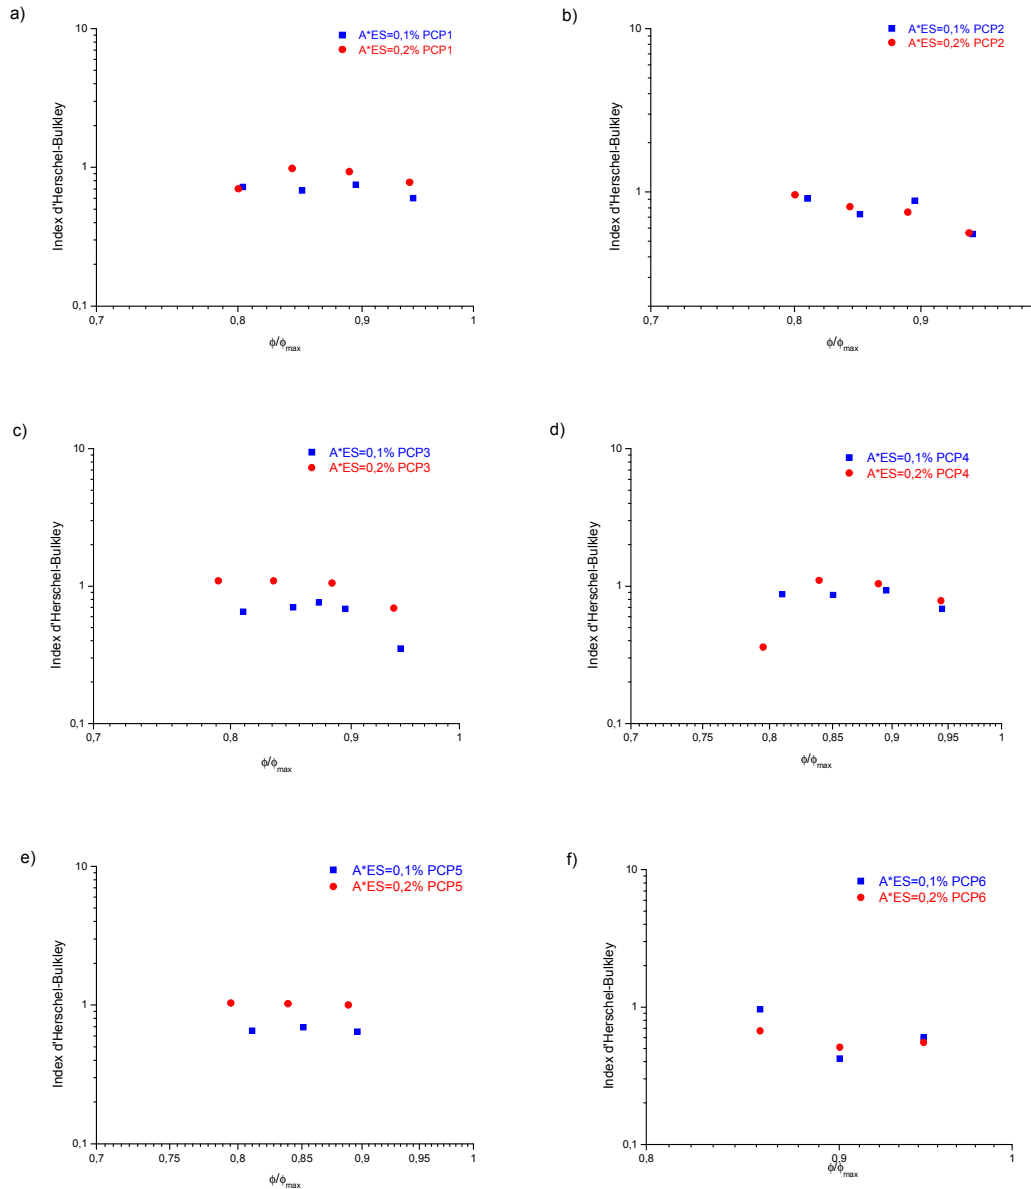 a)
A*ES=0,1% PCP1
A*ES=0,2% PCP1
Index d'Herschel-Bulkley
10
1
0,1
0,7 0,8 0,9 1
ϕ/ϕmax
b)
A*ES=0,1% PCP2
A*ES=0,2% PCP2
Index d'Herschel-Bulkley
1
0,7 0,8 0,9
ϕ/ϕmax
c)
A*ES=0,1% PCP3
A*ES=0,2% PCP3
Index d'Herschel-Bulkley
10
1
0,1
0,7 0,8 0,9 1
ϕ/ϕmax
d)
A*ES=0,1% PCP4
A*ES=0,2% PCP4
Index d'Herschel-Bulkley
10
1
0,1
0,7 0,75 0,8 0,85 0,9 0,95 1
ϕ/ϕmax
e)
A*ES=0,1% PCP5
A*ES=0,2% PCP5
Index d'Herschel-Bulkley
10
1
0,1
0,7 0,75 0,8 0,85 0,9 0,95 1
ϕ/ϕmax
f)
A*ES=0,1% PCP6
A*ES=0,2% PCP6
Index d'Herschel-Bulkley
10
1
0,1
0,8 0,9 1
ϕ/ϕmax